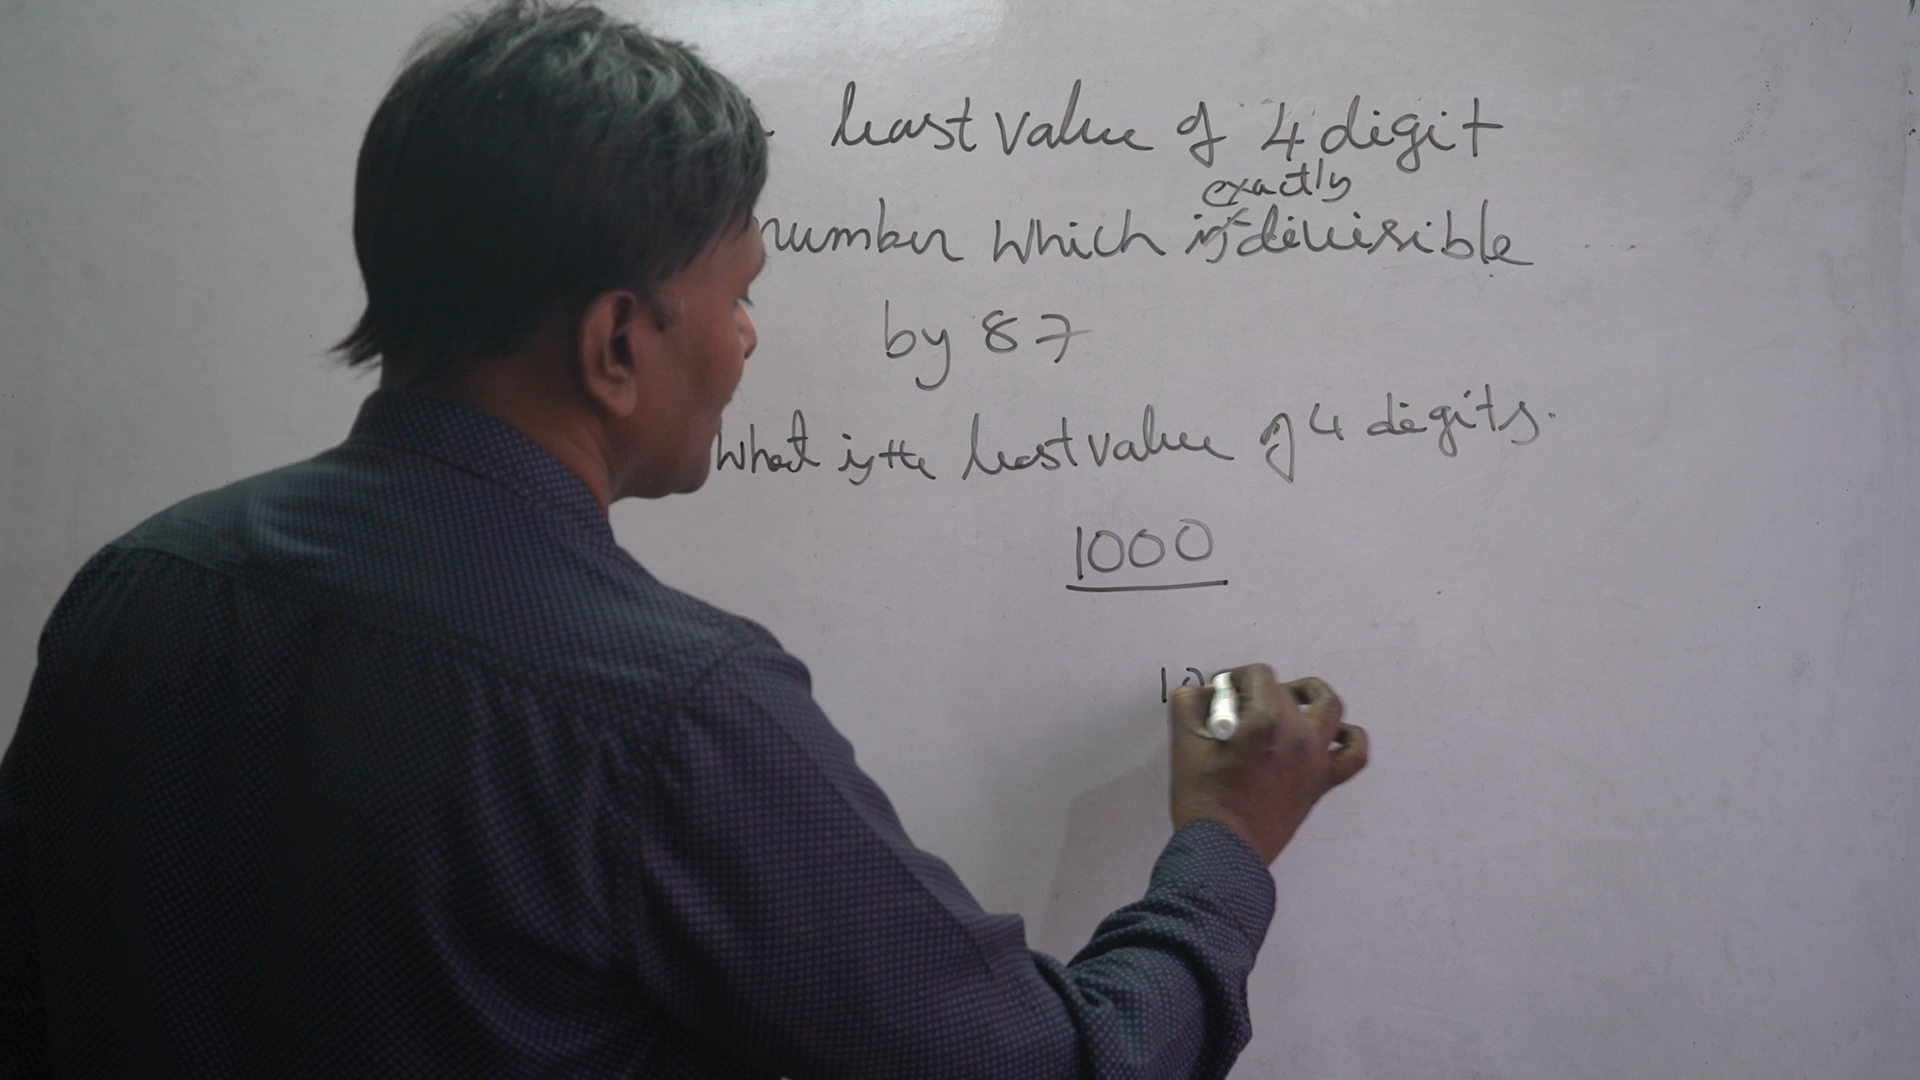 least value of 4 digit
exactly
number which is divisible
by 87
What is the least value of 4 digits.
1000
10